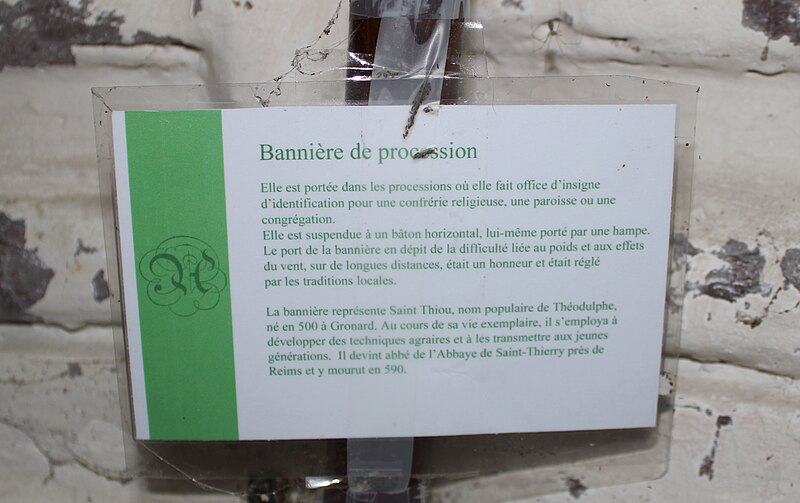 Bannière de procession
Elle est portée dans les processions où elle fait office d'insigne
d'identification pour une confrérie religieuse, une paroisse ou une
congrégation.
Elle est suspendue à un bâton horizontal, lui-même porté par une hampe.
Le port de la bannière en dépit de la difficulté liée au poids et aux effets
du vent, sur de longues distances, était un honneur et était réglé
par les traditions locales.
La bannière représente Saint Thiou, nom populaire de Théodulphe,
né en 500 à Gronard. Au cours de sa vie exemplaire, il s'employa à
développer des techniques agraires et à les transmettre aux jeunes
générations. Il devint abbé de l'Abbaye de Saint-Thierry près de
Reims et y mourut en 590.